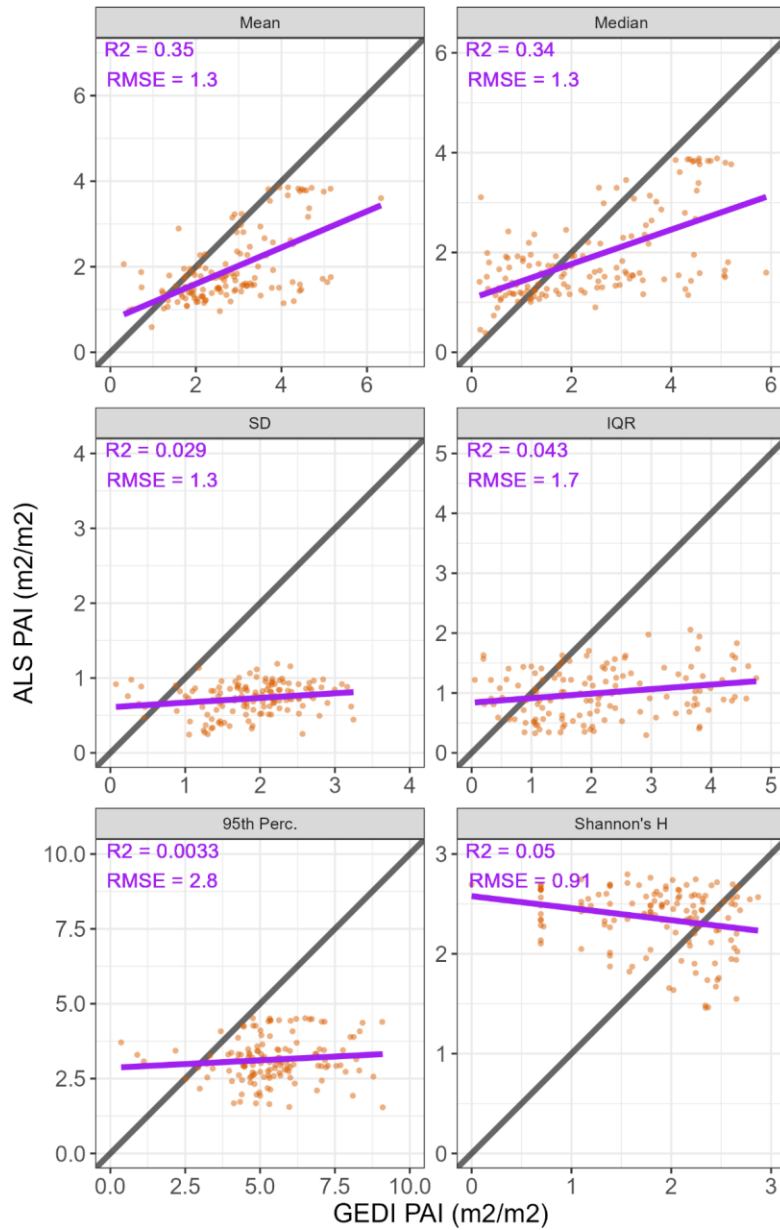 Mean
Median
R2 = 0.35
RMSE = 1.3
R2 = 0.34
RMSE = 1.3
6
4
2
0
6
4
2
0
0 2 4 6
0 2 4 6
SD
IQR
R2 = 0.029
RMSE = 1.3
R2 = 0.043
RMSE = 1.7
4
3
2
1
0
5
4
3
2
1
0
0 1 2 3 4
0 1 2 3 4 5
95th Perc.
Shannon's H
R2 = 0.0033
RMSE = 2.8
R2 = 0.05
RMSE = 0.91
10.0
7.5
5.0
2.5
0.0
3
2
1
0
0.0 2.5 5.0 7.5 10.0
0 1 2 3
ALS PAI (m2/m2)
GEDI PAI (m2/m2)